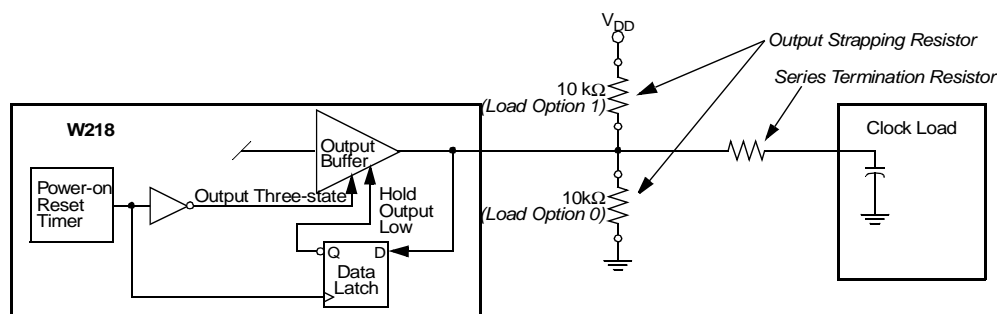 V_DD
Output Strapping Resistor
Series Termination Resistor
10 kΩ
(Load Option 1)
W218
Clock Load
Output
Buffer
Power-on
Reset
Timer
Output Three-state
Hold
Output
Low
10kΩ
(Load Option 0)
Q
D
Data
Latch